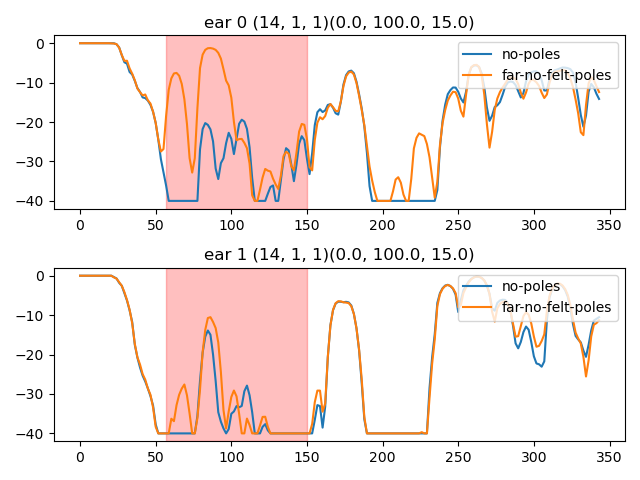 ear 0 (14, 1, 1)(0.0, 100.0, 15.0)
0
−10
−20
−30
−40
no-poles
far-no-felt-poles
0 50 100 150 200 250 300 350
ear 1 (14, 1, 1)(0.0, 100.0, 15.0)
0
−10
−20
−30
−40
no-poles
far-no-felt-poles
0 50 100 150 200 250 300 350